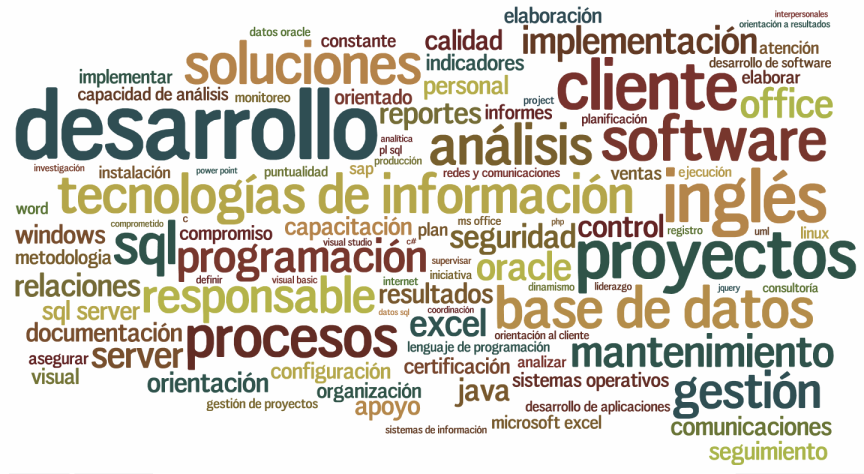 elaboración
interpersonales
orientación a resultados
datos oracle
constante
calidad
implementación
atención
soluciones
indicadores
desarrollo de software
implementar
cliente
elaborar
capacidad de análisis
monitoreo
orientado
personal
office
desarrollo
reportes
informes
project
planificación
analítica
pl sql
análisis
software
producción
investigación
instalación
power point
puntualidad
sap
redes y comunicaciones
ventas
ejecución
tecnologías de información
inglés
word
comprometido
c
capacitación
plan
ms office
php
control
registro
uml
linux
windows
sql
compromiso
visual studio
c#
seguridad
proyectos
metodología
programación
supervisar
relaciones
definir
visual basic
internet
iniciativa
oracle
dinamismo
liderazgo
jquery
consultoría
responsable
resultados
base de datos
sql server
datos sql
coordinación
documentación
procesos
excel
orientación al cliente
asegurar
server
lenguaje de programación
mantenimiento
visual
orientación
configuración
certificación
analizar
organización
java
sistemas operativos
gestión
gestión de proyectos
apoyo
desarrollo de aplicaciones
sistemas de información
microsoft excel
comunicaciones
seguimiento